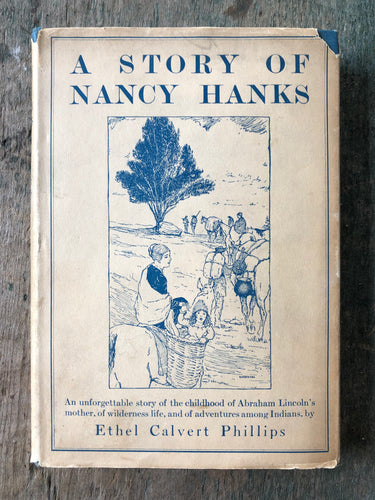 A STORY OF
NANCY HANKS
An unforgettable story of the childhood of Abraham Lincoln's
mother, of wilderness life, and of adventures among Indians, by
Ethel Calvert Phillips